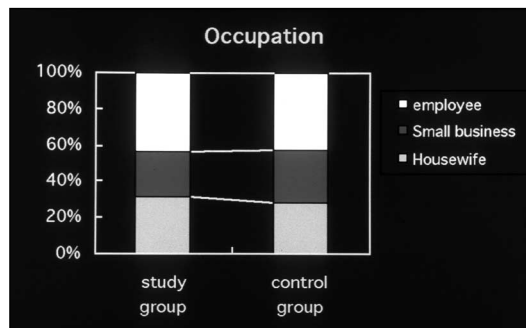 Occupation
100%
80%
60%
40%
20%
0%
employee
Small business
Housewife
study
group
control
group